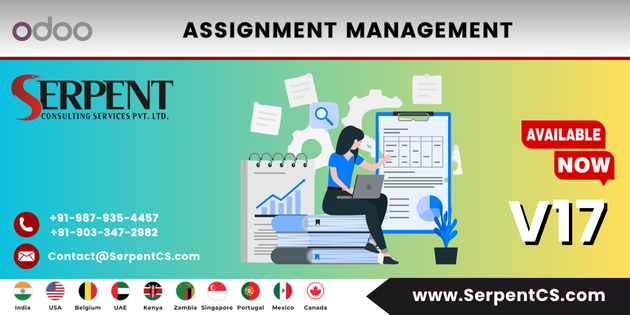 odoo
ASSIGNMENT MANAGEMENT
SERPENT
CONSULTING SERVICES PVT. LTD.
AVAILABLE
NOW
V17
+91-987-935-4457
+91-903-347-2982
Contact@SerpentCS.com
India USA Belgium UAE Kenya Zambia Singapore Portugal Mexico Canada
www.SerpentCS.com